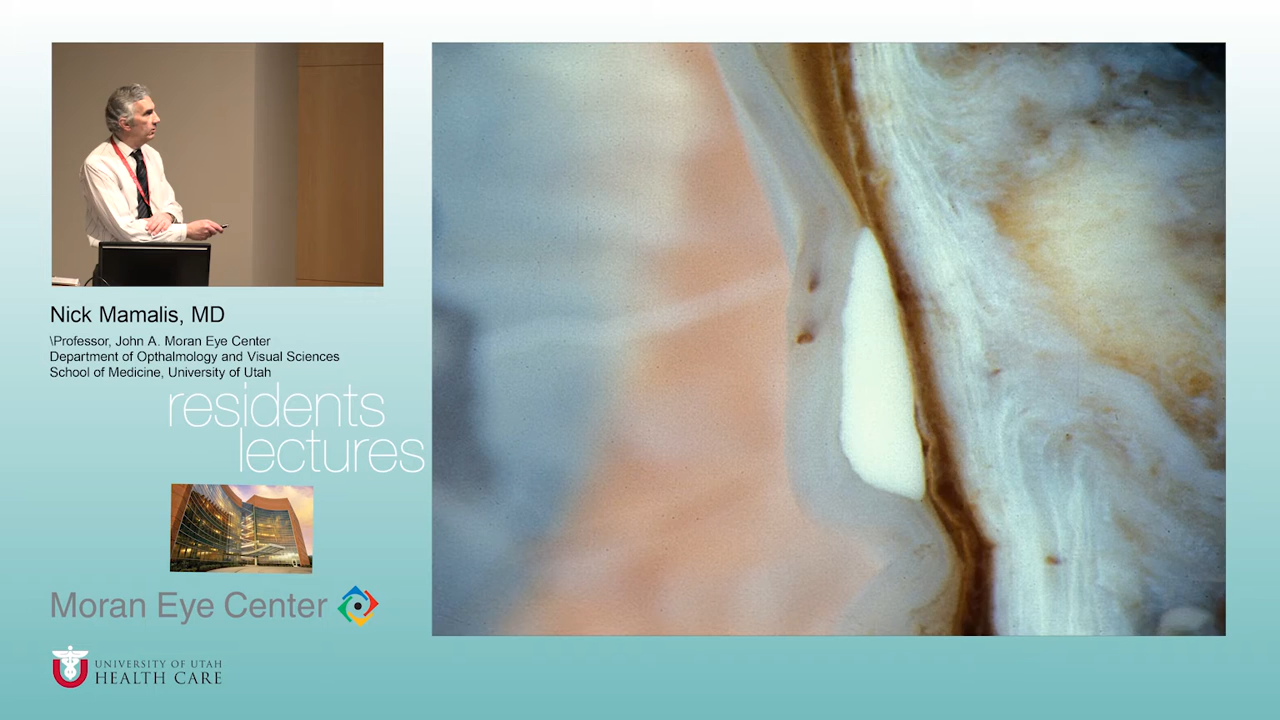 Nick Mamalis, MD
\Professor, John A. Moran Eye Center
Department of Opthalmology and Visual Sciences
School of Medicine, University of Utah
residents
lectures
Moran Eye Center
UNIVERSITY OF UTAH
HEALTH CARE